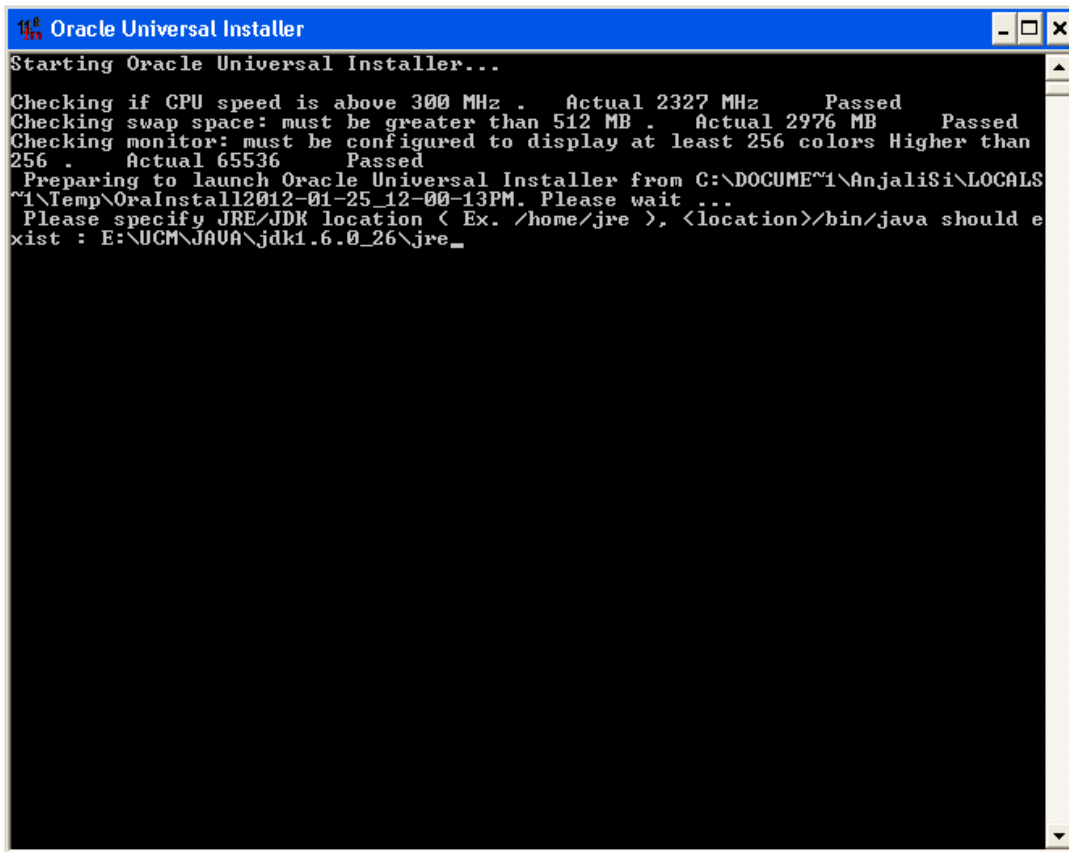 Oracle Universal Installer
Starting Oracle Universal Installer...
Checking if CPU speed is above 300 MHz .   Actual 2327 MHz     Passed
Checking swap space: must be greater than 512 MB .   Actual 2976 MB     Passed
Checking monitor: must be configured to display at least 256 colors Higher than
256 .    Actual 65536     Passed
 Preparing to launch Oracle Universal Installer from C:\DOCUME~1\AnjaliSi\LOCALS
~1\Temp\OraInstall2012-01-25_12-00-13PM. Please wait ...
 Please specify JRE/JDK location ( Ex. /home/jre ), <location>/bin/java should e
xist : E:\UCM\JAVA\jdk1.6.0_26\jre_